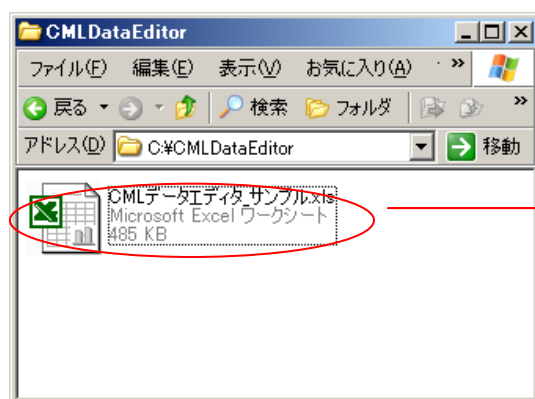 CMLDataEditor
ファイル(F) 編集(E) 表示(V) お気に入り(A) »
戻る 検索 フォルダ »
アドレス(D) C:¥CMLDataEditor 移動
CMLデータエディタ_サンプル.xls
Microsoft Excel ワークシート
485 KB